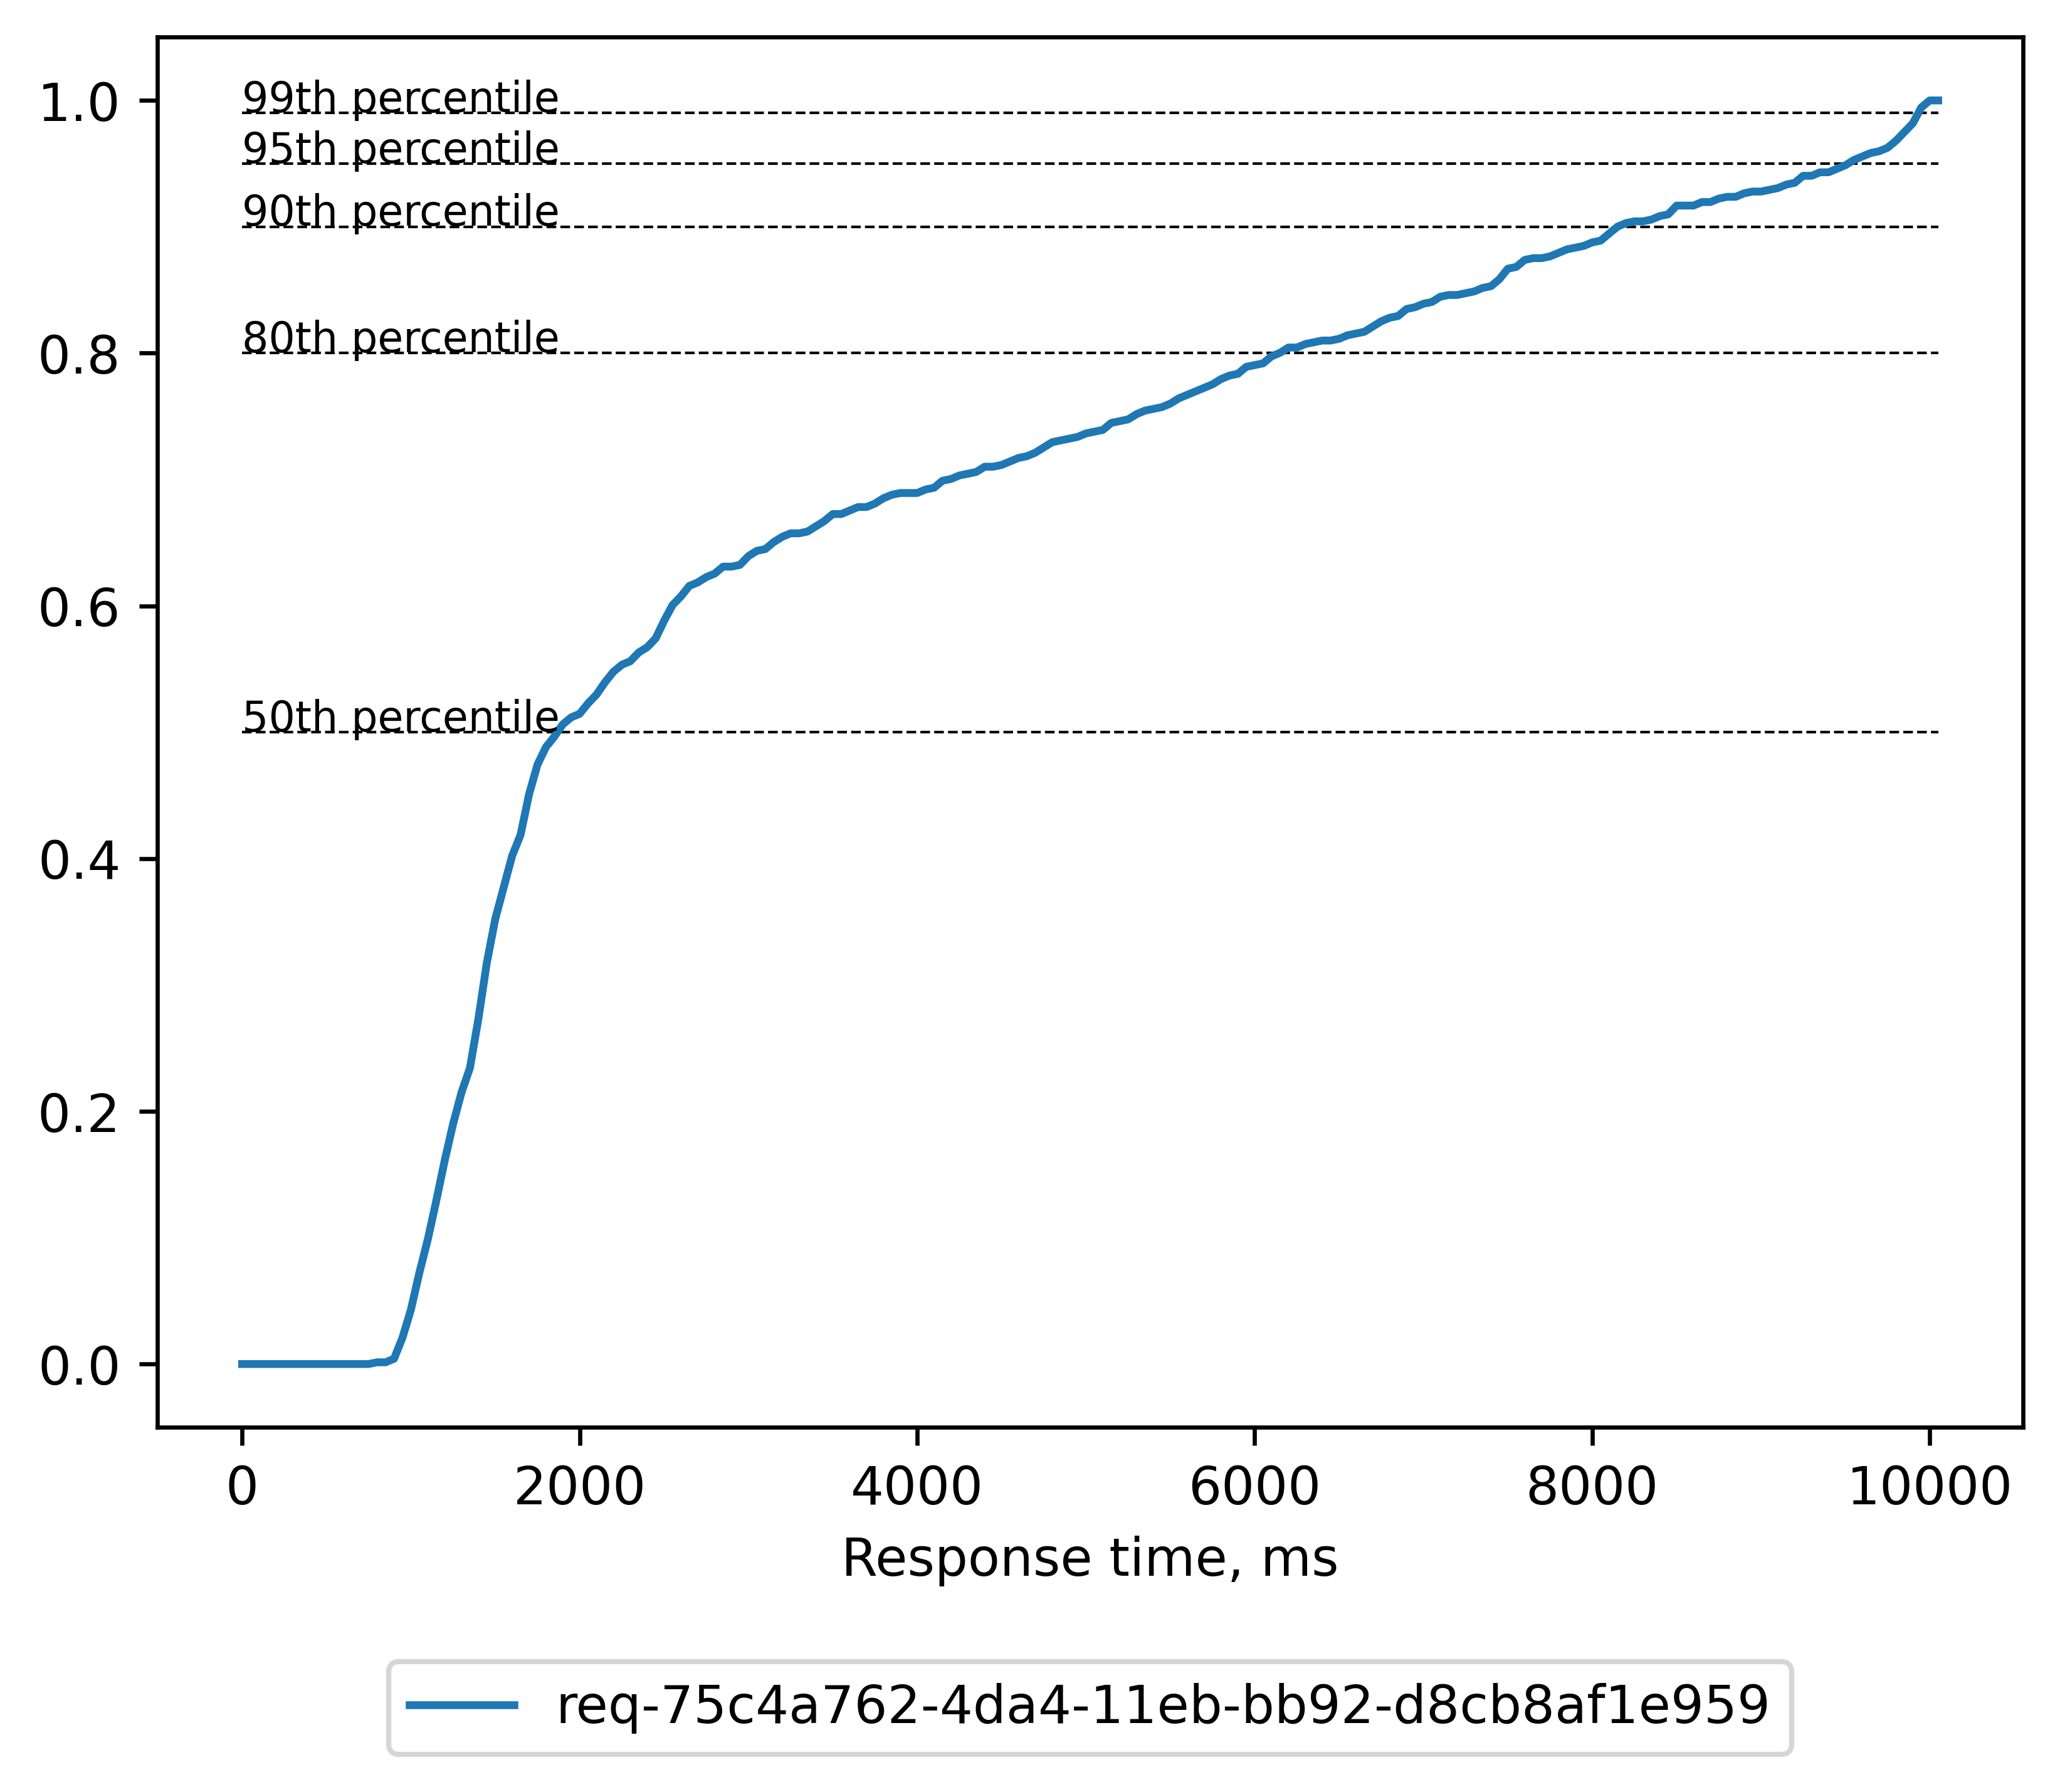 1.0
99th percentile
95th percentile
90th percentile
0.8
80th percentile
0.6
50th percentile
0.4
0.2
0.0
0 2000 4000 6000 8000 10000
Response time, ms
req-75c4a762-4da4-11eb-bb92-d8cb8af1e959